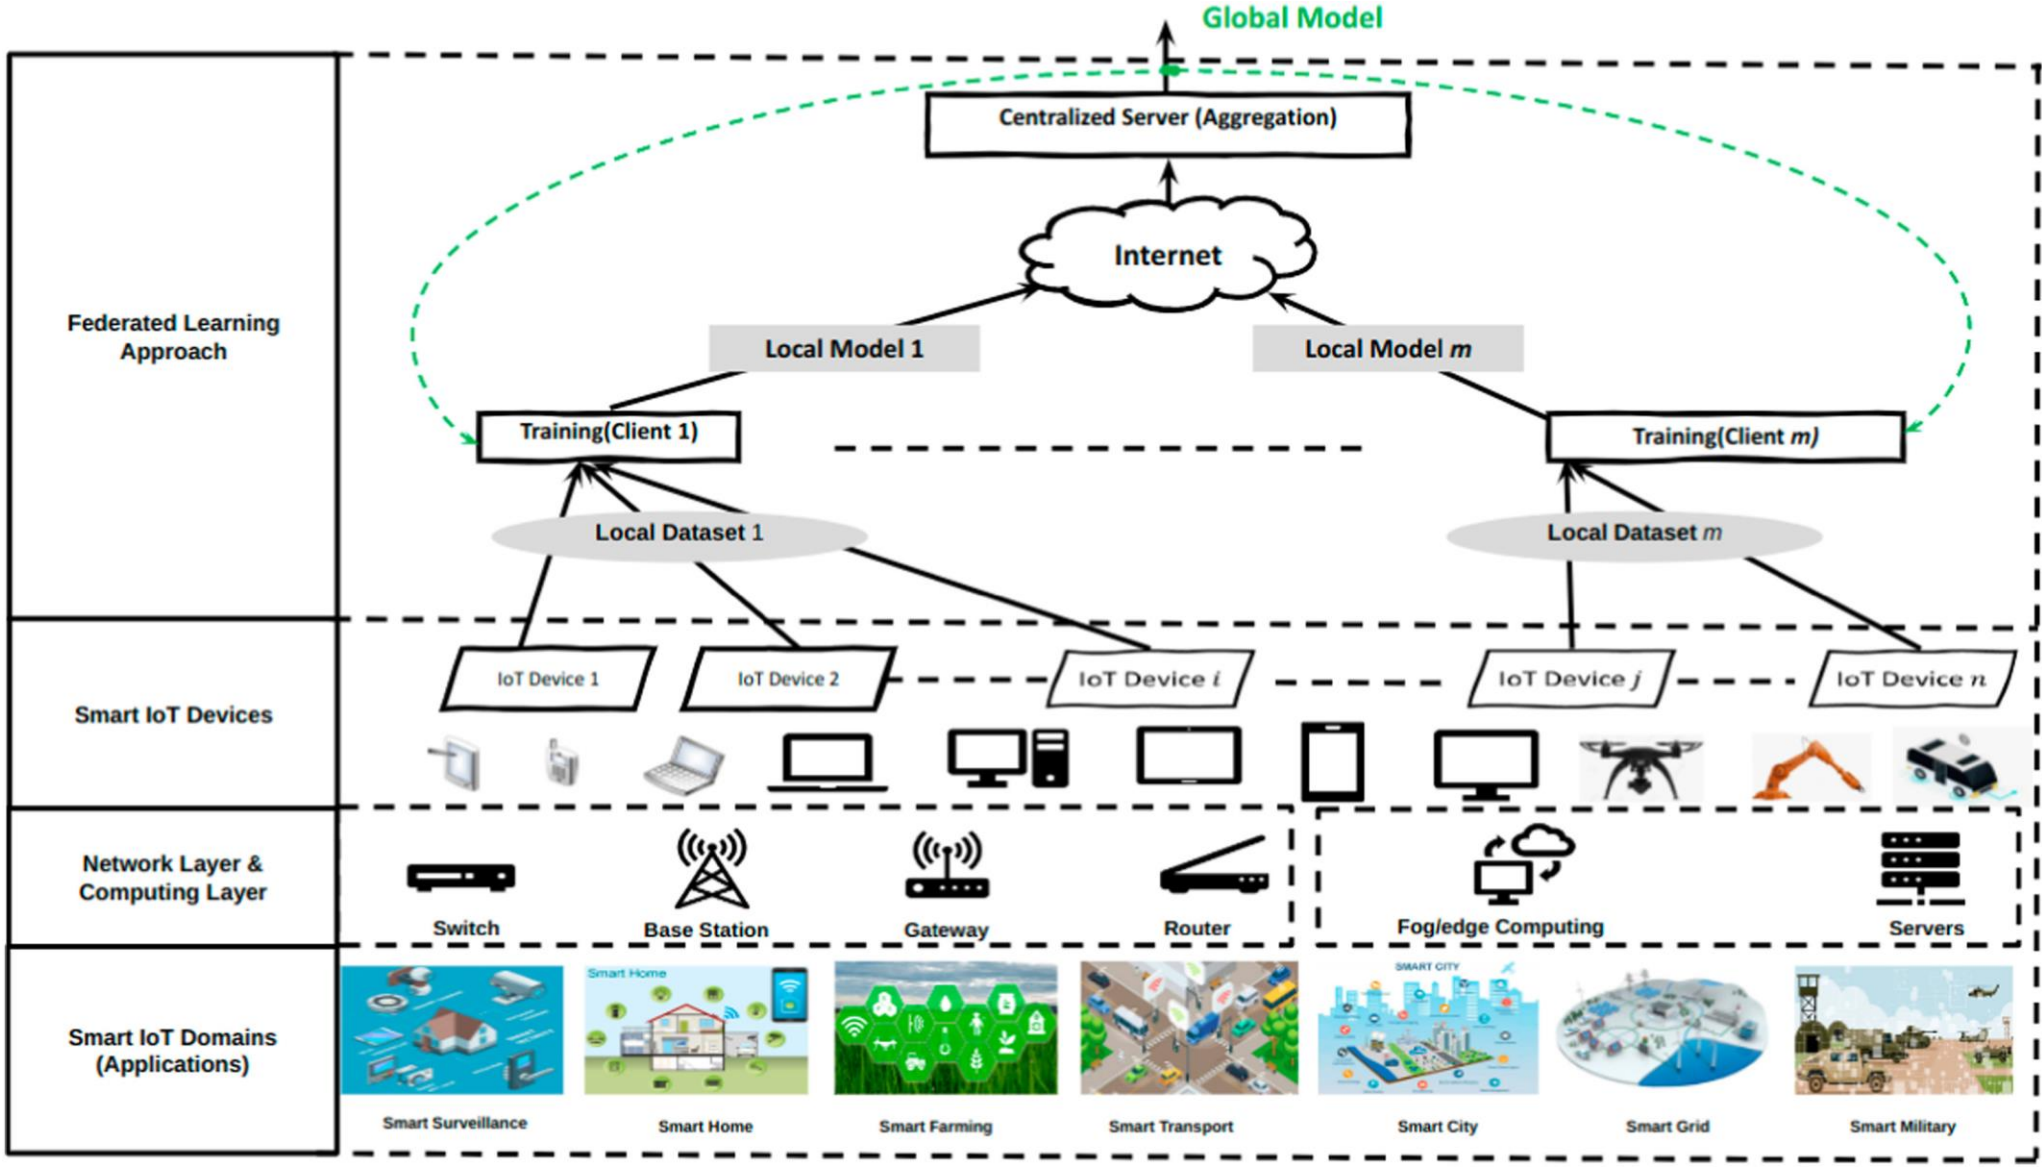 Global Model
Centralized Server (Aggregation)
Internet
Federated Learning
Approach
Local Model 1
Local Model m
Training(Client 1)
Training(Client m)
Local Dataset 1
Local Dataset m
Smart IoT Devices
IoT Device 1
IoT Device 2
IoT Device i
IoT Device j
IoT Device n
Network Layer &
Computing Layer
Switch
Base Station
Gateway
Router
Fog/edge Computing
Servers
Smart IoT Domains
(Applications)
Smart Home
SMART CITY
Smart Surveillance
Smart Home
Smart Farming
Smart Transport
Smart City
Smart Grid
Smart Military